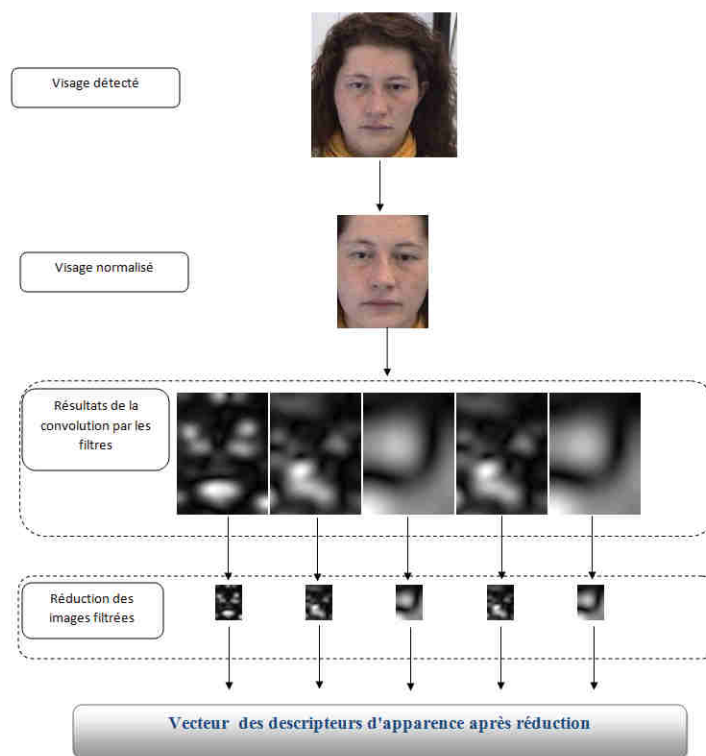 Visage détecté
Visage normalisé
Résultats de la
convolution par les
filtres
Réduction des
images filtrées
Vecteur des descripteurs d'apparence après réduction